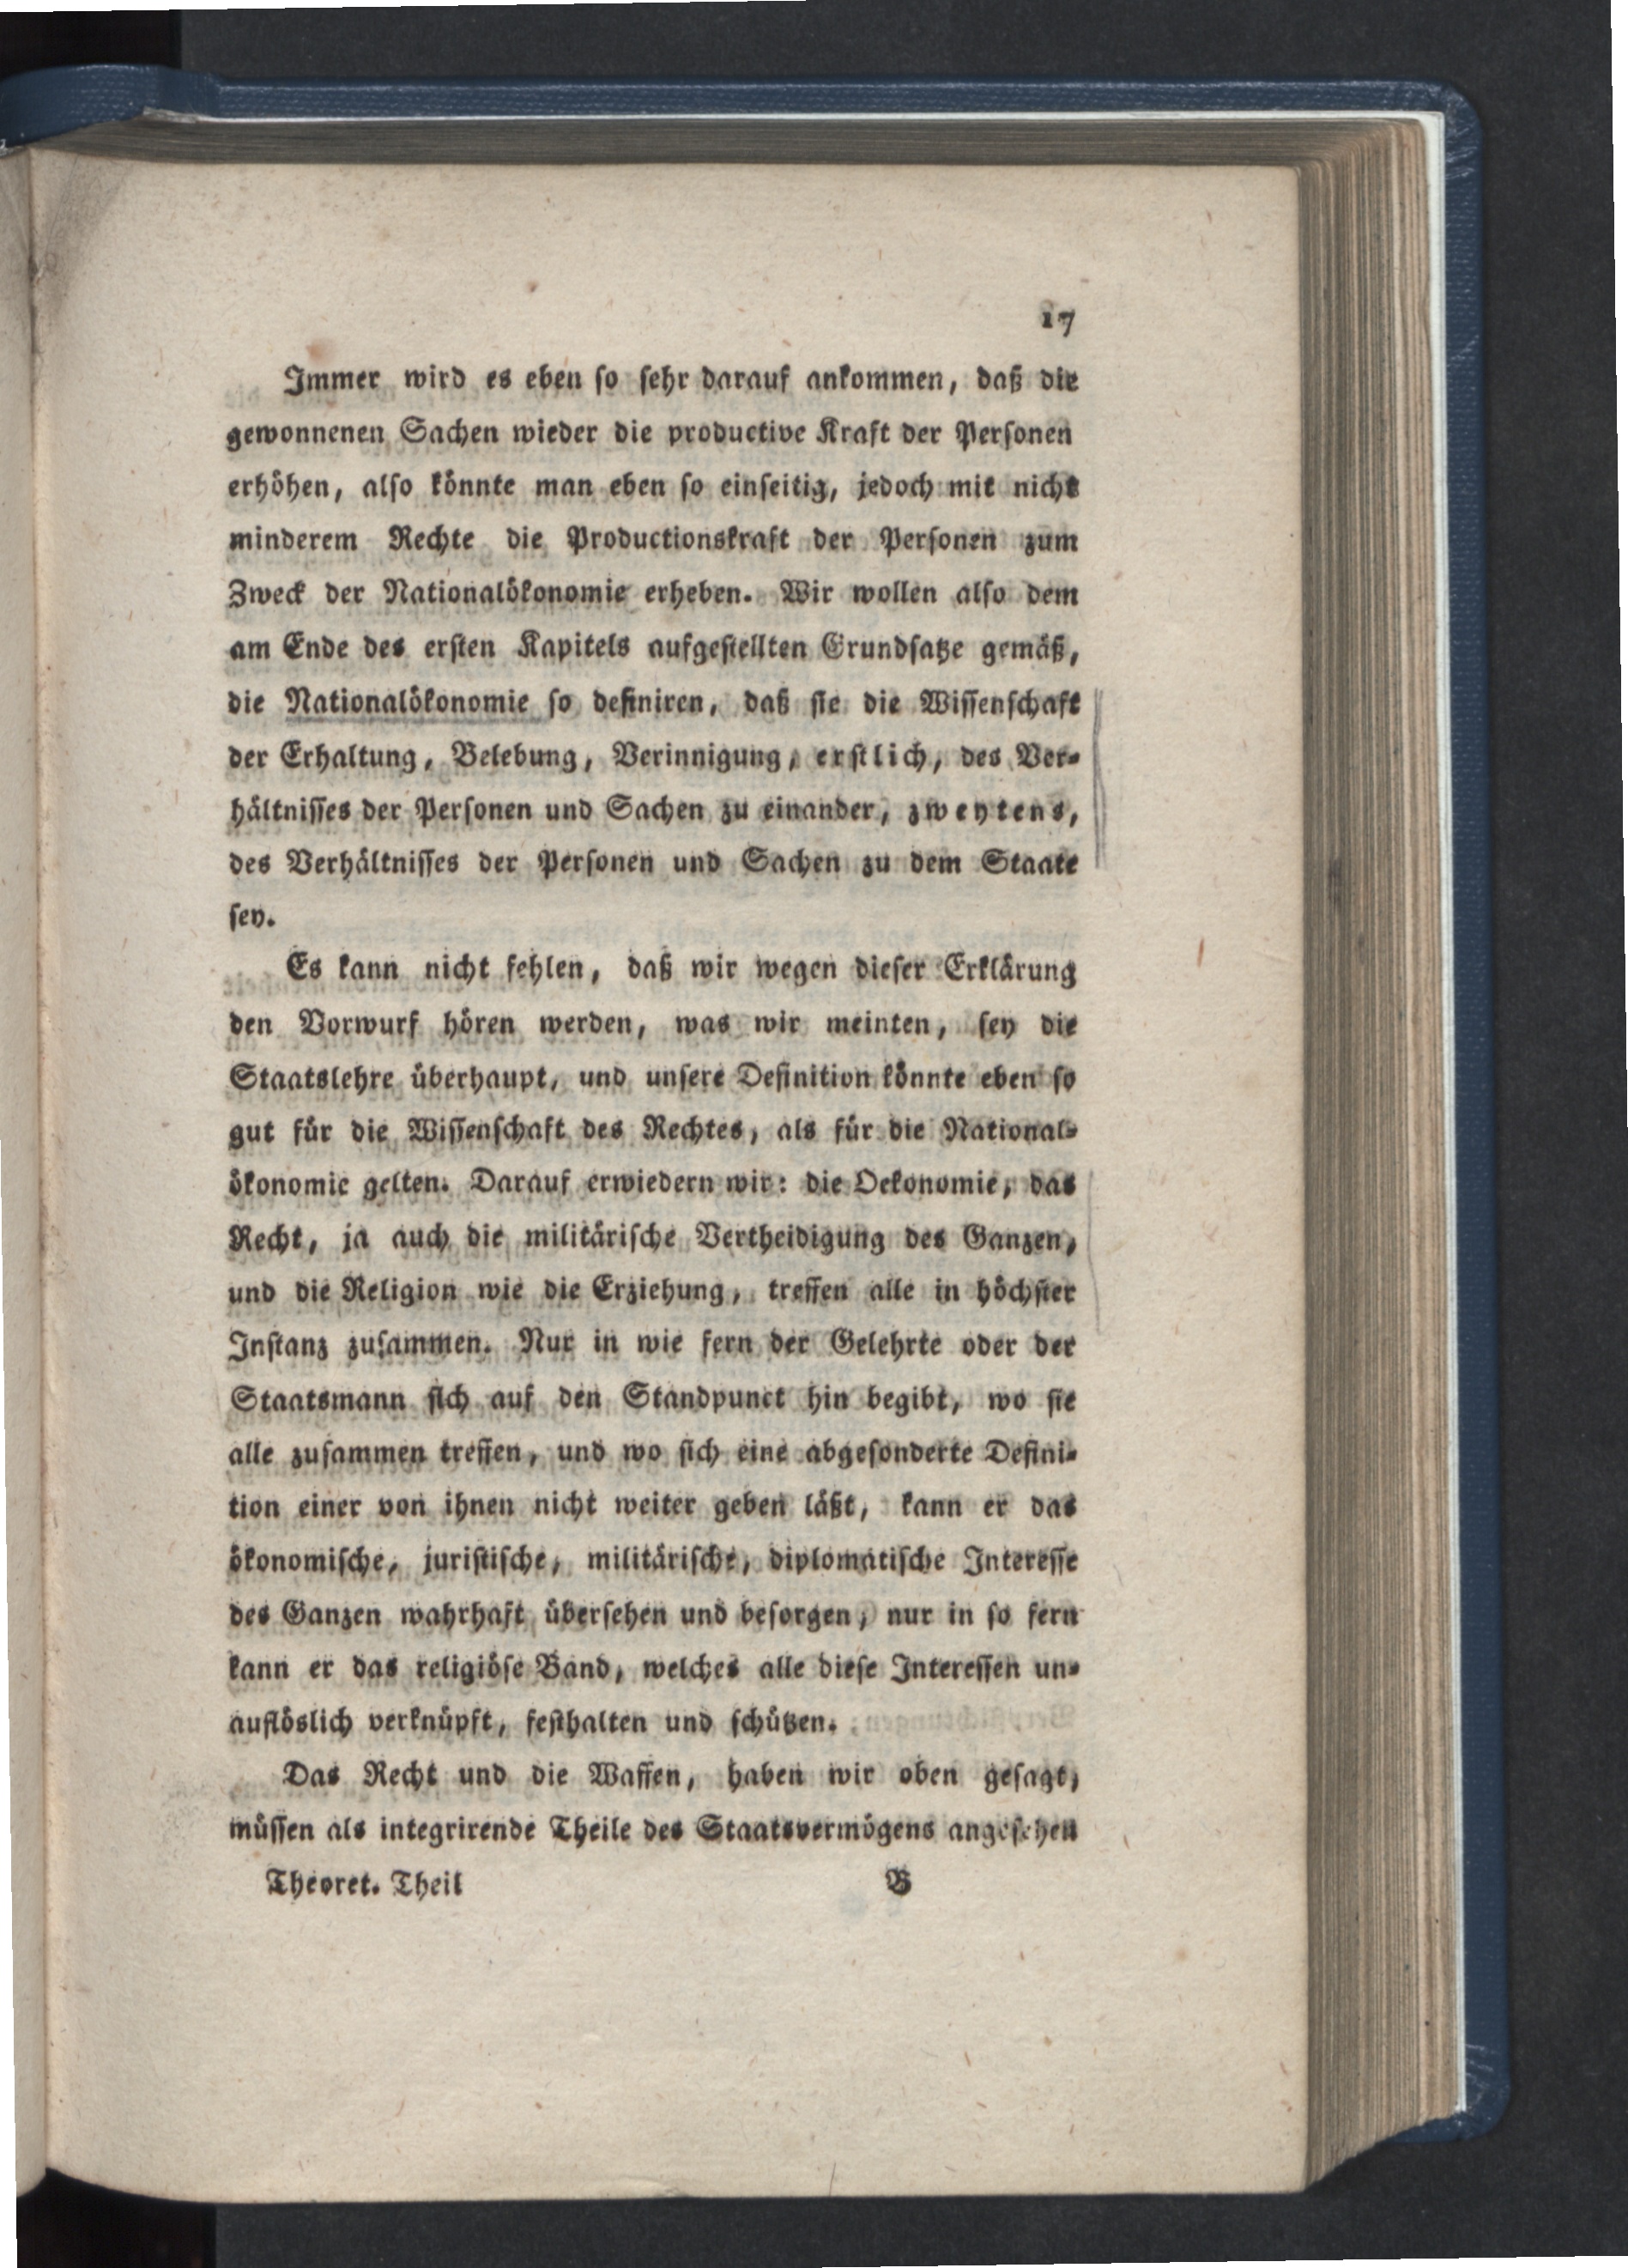 17
Immer wird es eben ſo ſehr darauf ankommen, daß die
gewonnenen Sachen wieder die productive Kraft der Perſonen
erhöhen, alſo könnte man eben ſo einſeitig, jedoch mit nicht
minderem Rechte die Productionskraft der Perſonen zum
Zweck der Nationalökonomie erheben. Wir wollen alſo dem
am Ende des erſten Kapitels aufgeſtellten Grundſatze gemäß,
die Nationalökonomie ſo definiren, daß ſie die Wiſſenſchaft
der Erhaltung, Belebung, Verinnigung, erſtlich, des Ver-
hältniſſes der Perſonen und Sachen zu einander, zweytens,
des Verhältniſſes der Perſonen und Sachen zu dem Staate
ſey.
Es kann nicht fehlen, daß wir wegen dieſer Erklärung
den Vorwurf hören werden, was wir meinten, ſey die
Staatslehre überhaupt, und unſere Definition könnte eben ſo
gut für die Wiſſenſchaft des Rechtes, als für die National-
ökonomie gelten. Darauf erwiedern wir: die Oekonomie, das
Recht, ja auch die militäriſche Vertheidigung des Ganzen,
und die Religion wie die Erziehung, treffen alle in höchſter
Inſtanz zuſammen. Nur in wie fern der Gelehrte oder der
Staatsmann ſich auf den Standpunct hin begibt, wo ſie
alle zuſammen treffen, und wo ſich eine abgeſonderte Defini-
tion einer von ihnen nicht weiter geben läßt, kann er das
ökonomiſche, juriſtiſche, militäriſche, diplomatiſche Intereſſe
des Ganzen wahrhaft überſehen und beſorgen, nur in ſo fern
kann er das religiöſe Band, welches alle dieſe Intereſſen un-
auflöslich verknüpft, feſthalten und ſchützen.
Das Recht und die Waffen, haben wir oben geſagt,
müſſen als integrirende Theile des Staatsvermögens angeſehen
Theoret. Theil B